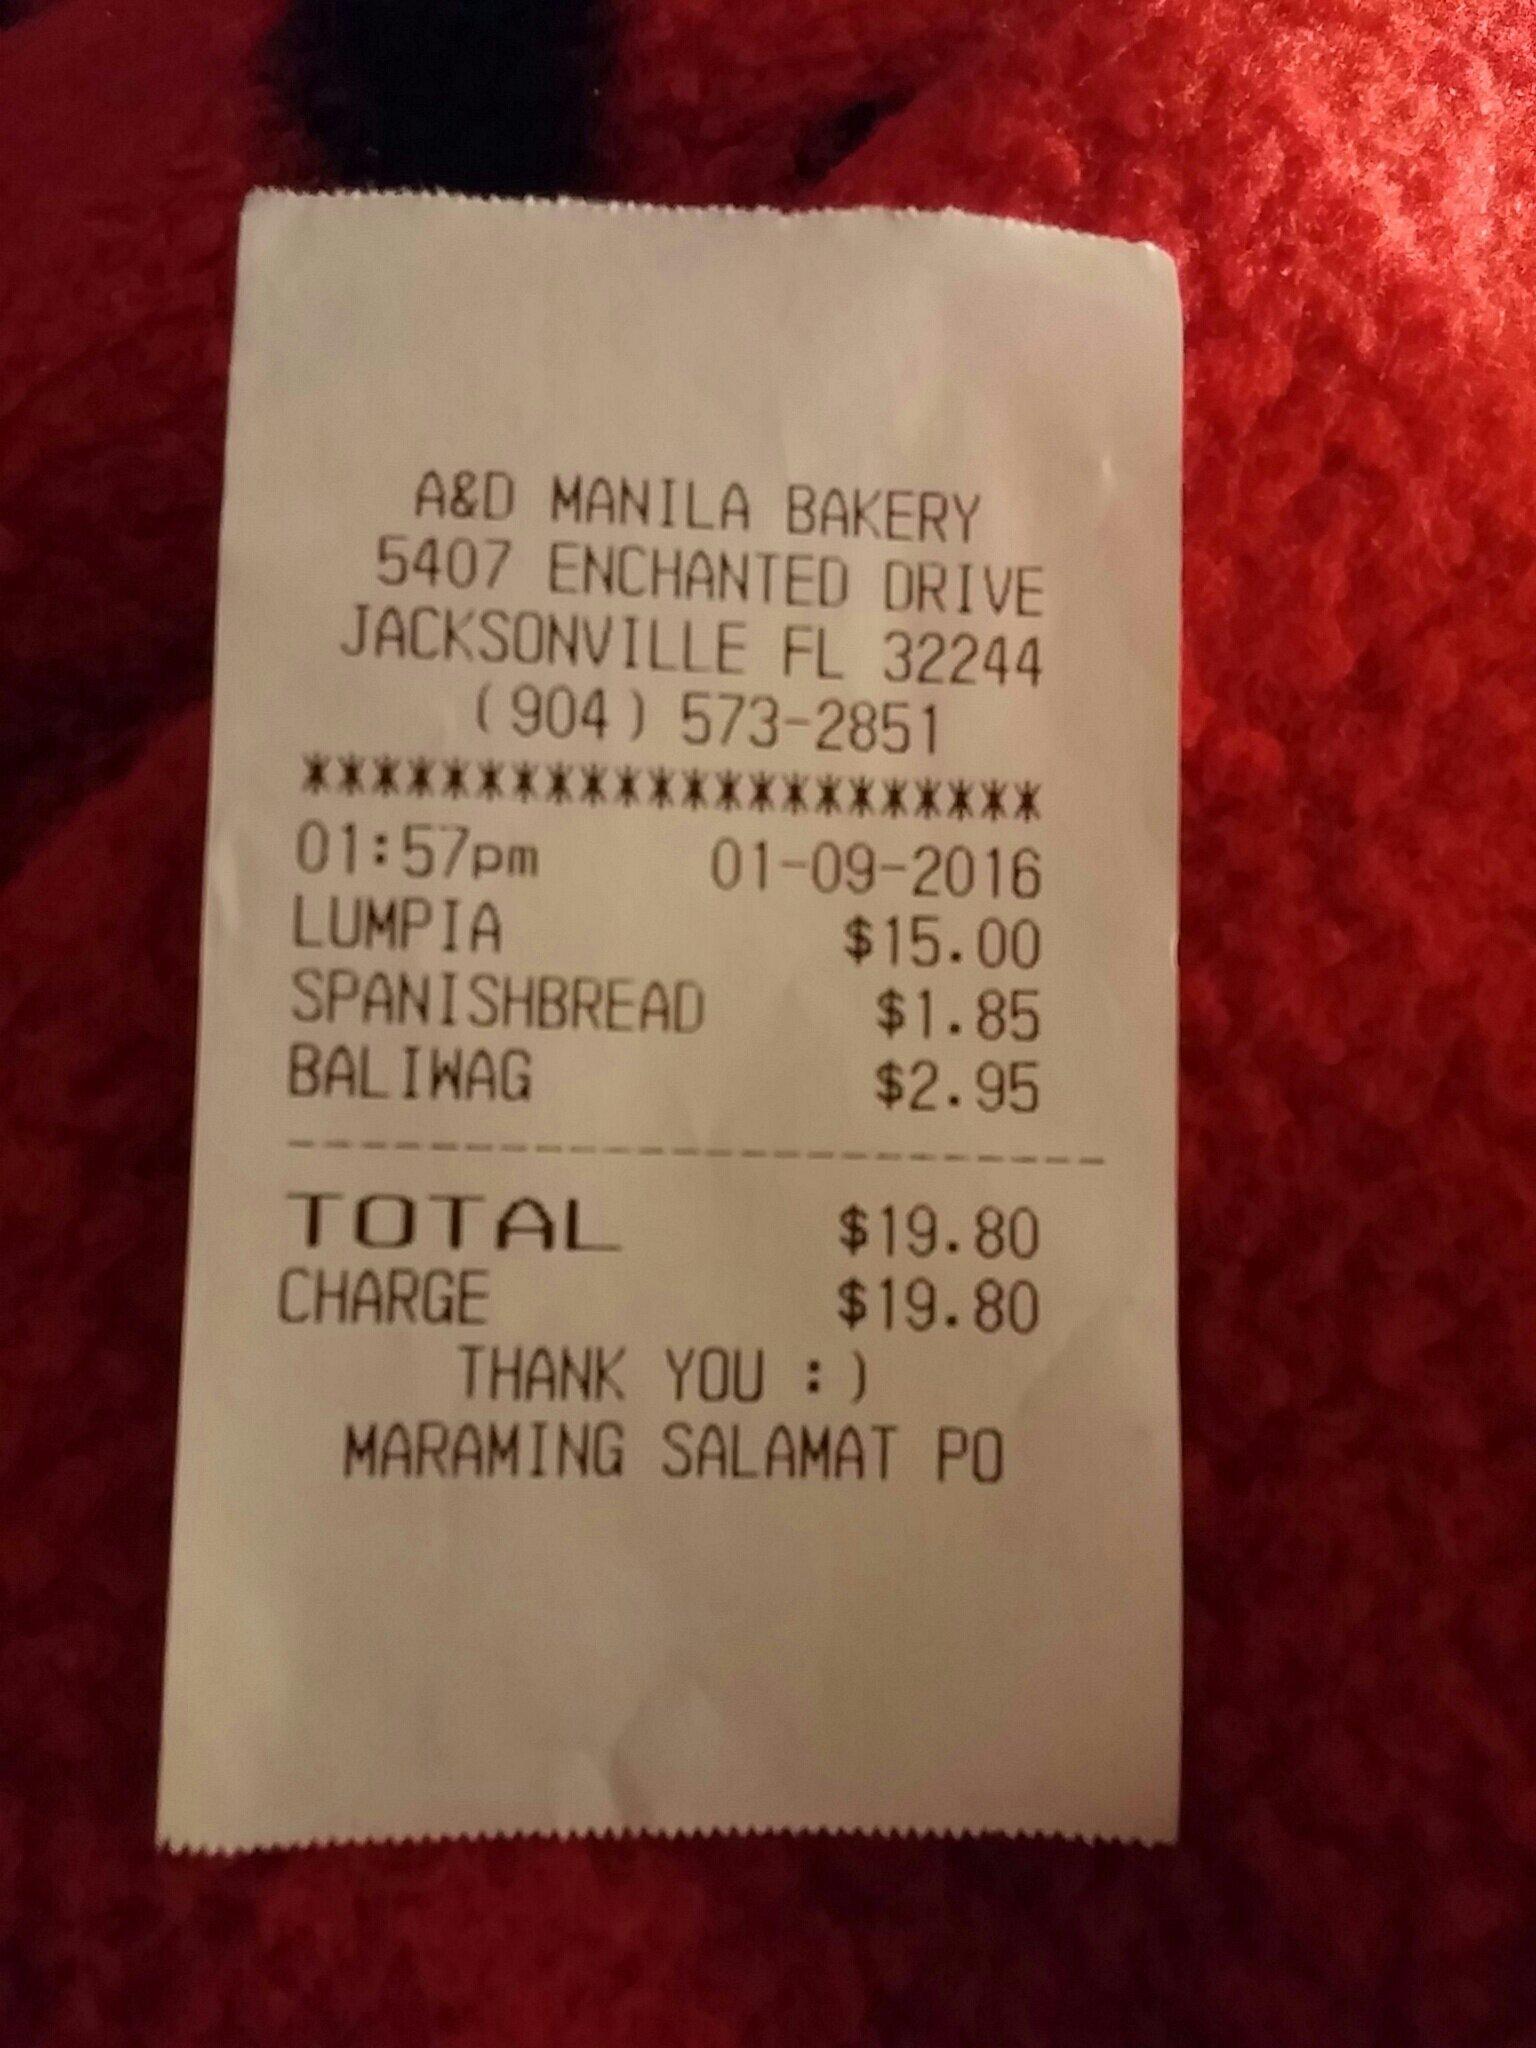 A&D MANILA BAKERY
5407 ENCHANTED DRIVE
JACKSONVILLE FL 32244
(904) 573-2851
**********************
01:57pm 01-09-2016
LUMPIA $15.00
SPANISHBREAD $1.85
BALIWAG $2.95
-----------------------
TOTAL $19.80
CHARGE $19.80
THANK YOU :)
MARAMING SALAMAT PO